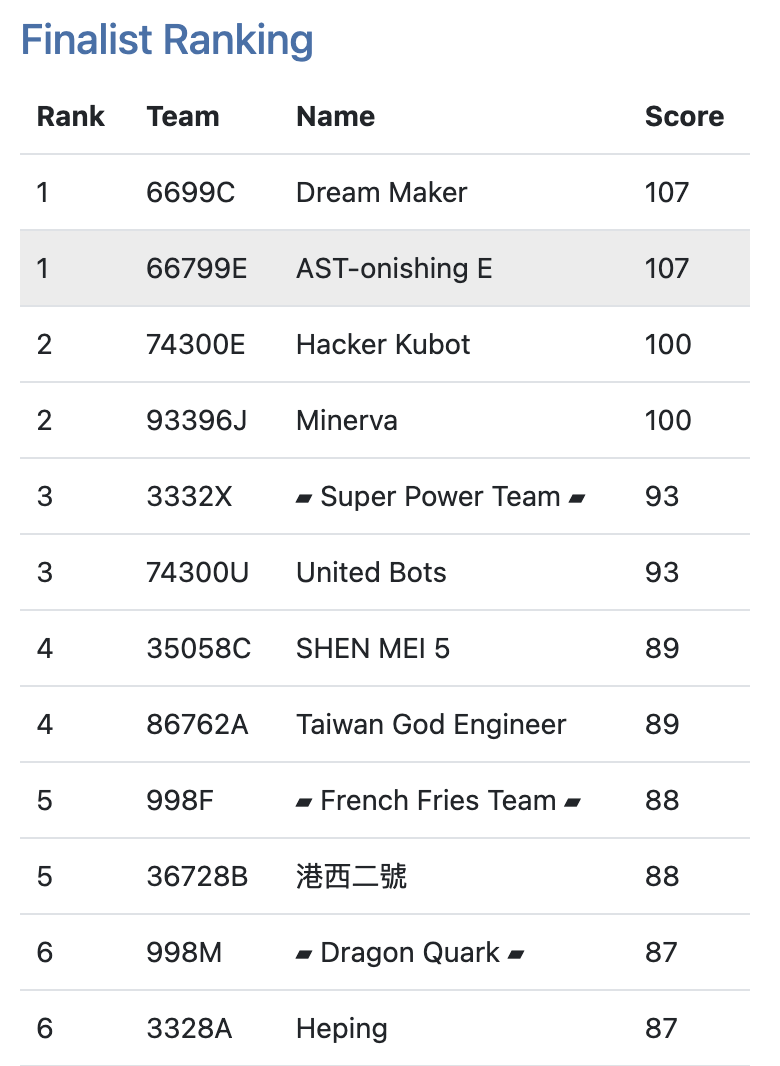 Finalist Ranking
Rank Team Name Score
1 6699C Dream Maker 107
1 66799E AST-onishing E 107
2 74300E Hacker Kubot 100
2 93396J Minerva 100
3 3332X ▰ Super Power Team ▰ 93
3 74300U United Bots 93
4 35058C SHEN MEI 5 89
4 86762A Taiwan God Engineer 89
5 998F ▰ French Fries Team ▰ 88
5 36728B 港西二號 88
6 998M ▰ Dragon Quark ▰ 87
6 3328A Heping 87